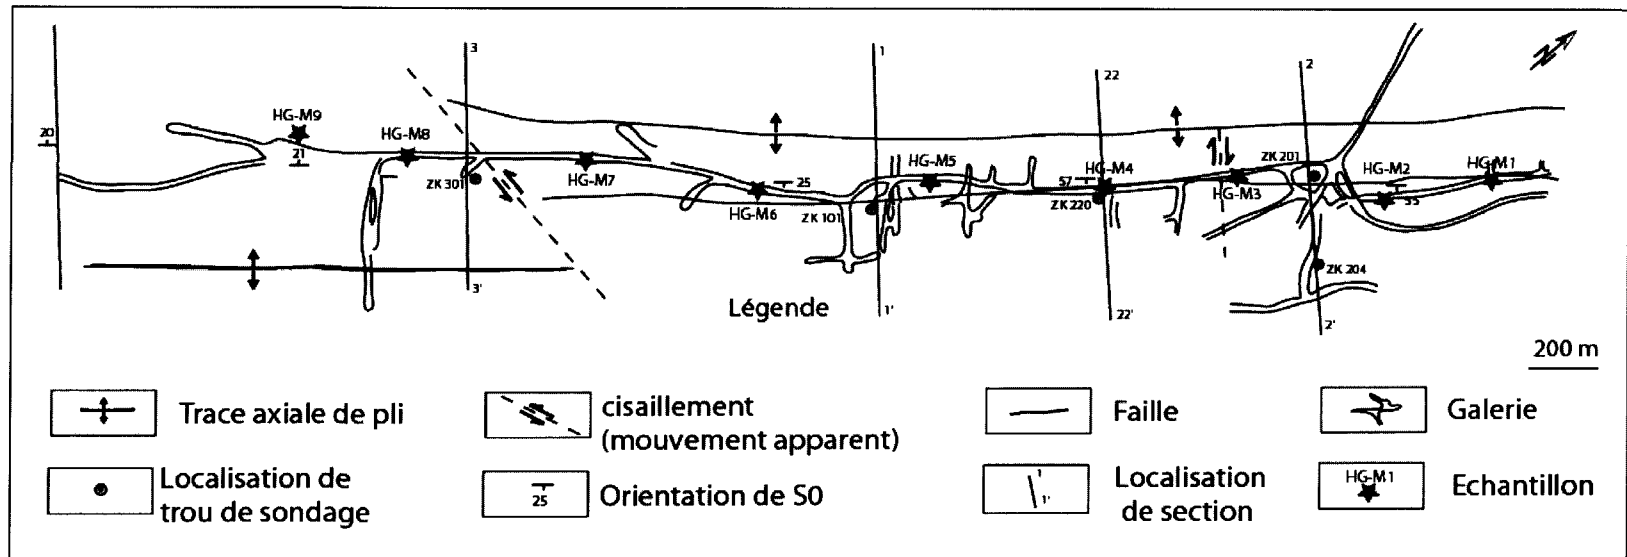 3
1
22
2
N
20
HG-M9
21
HG-M8
ZK 301
HG-M7
25
HG-M6
ZK 101
HG-M5
57
HG-M4
ZK 220
ZK 201
HG-M3
HG-M2
55
HG-M1
ZK 204
3'
1'
22'
2'
Légende
200 m
Trace axiale de pli
cisaillement
(mouvement apparent)
Faille
Galerie
Localisation de
trou de sondage
25
Orientation de S0
1
1'
Localisation
de section
HG-M1
Echantillon